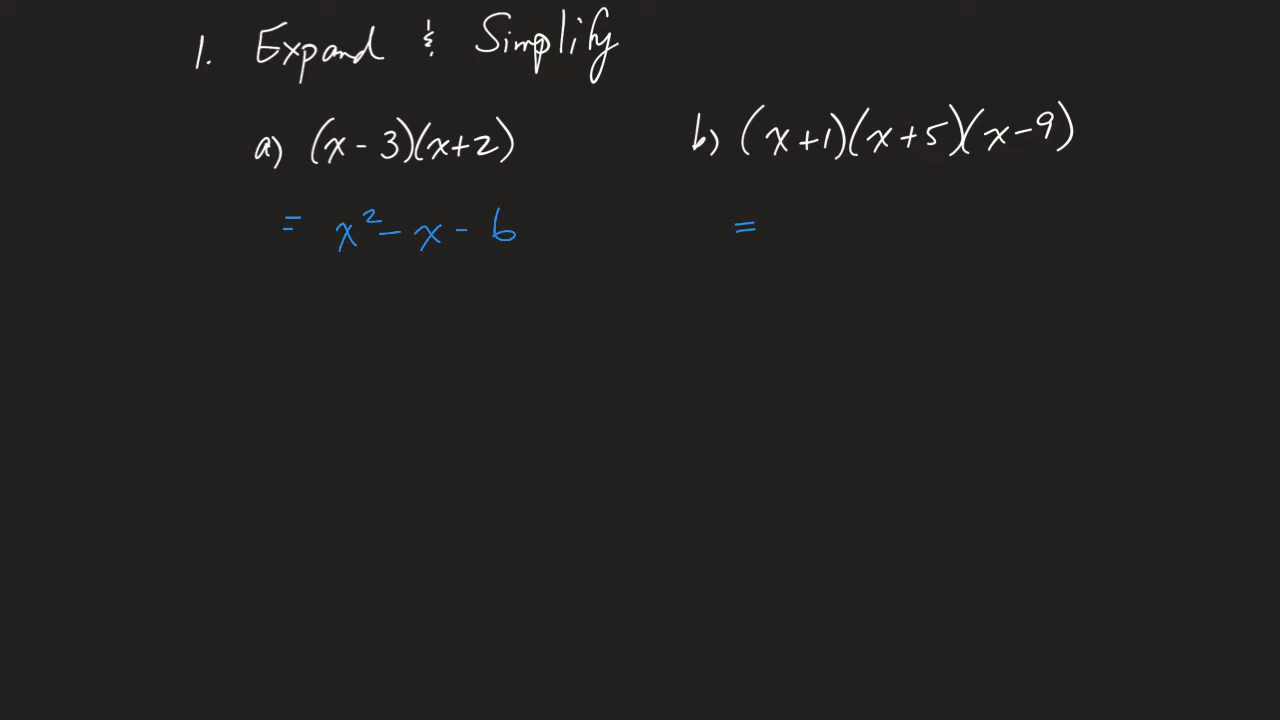 1. Expand & Simplify
a) (x - 3)(x+2)
= x² - x - 6
b) (x+1)(x+5)(x-9)
=